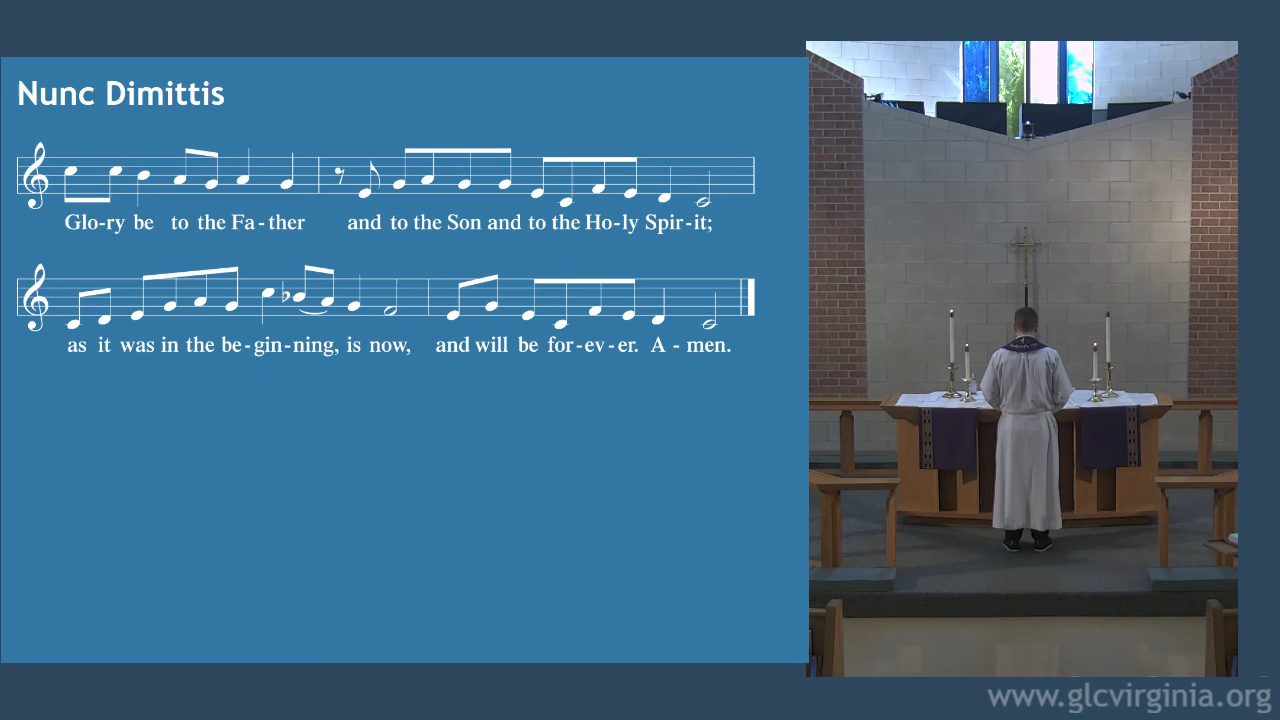 Nunc Dimittis
Glo-ry be to the Fa-ther and to the Son and to the Ho-ly Spir-it;
as it was in the be-gin-ning, is now, and will be for-ev-er. A-men.
www.glcvirginia.org